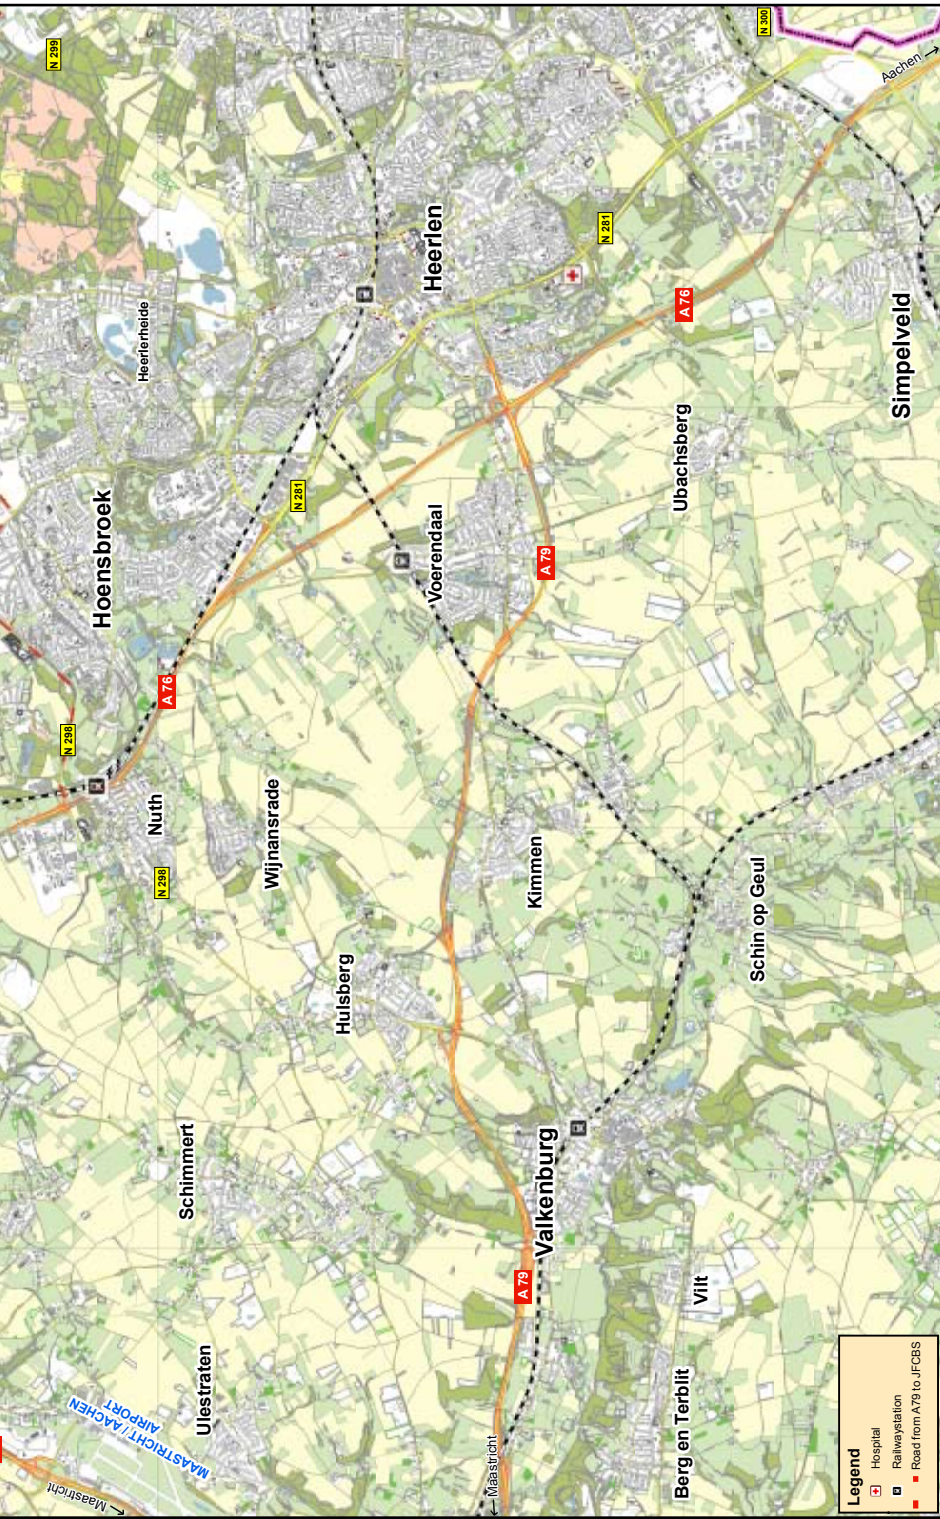 N 299
N 300
Aachen →
Heerlen
N 281
A 76
Heerlerheide
Simpelveld
Ubachsberg
Hoensbroek
N 281
Voerendaal
A 79
A 76
N 298
Nuth
N 298
Wijnansrade
Kimmen
Schin op Geul
Hulsberg
Schimmert
Valkenburg
A 79
Vilt
Ulestraten
MAASTRICHT / AACHEN
AIRPORT
Berg en Terblit
← Maastricht
Maastricht →
Legend
Hospital
Railwaystation
Road from A79 to JFCBS